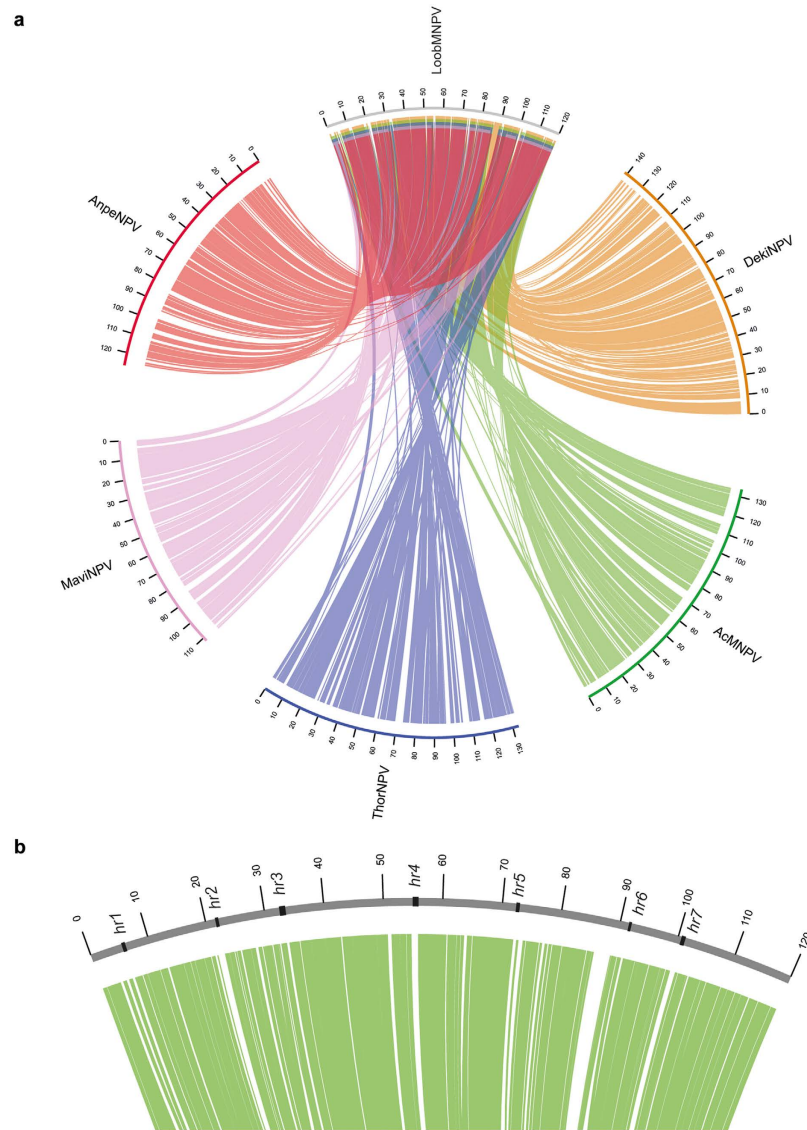 a
LoobMNPV
0 10 20 30 40 50 60 70 80 90 100 110 120
AnpeNPV
0 10 20 30 40 50 60 70 80 90 100 110 120
DekiNPV
140 130 120 110 100 90 80 70 60 50 40 30 20 10 0
MaviNPV
0 10 20 30 40 50 60 70 80 90 100 110
AcMNPV
130 120 110 100 90 80 70 60 50 40 30 20 10 0
ThorNPV
0 10 20 30 40 50 60 70 80 90 100 110 120 130
b
0 10 20 30 40 50 60 70 80 90 100 110 120
hr1 hr2 hr3 hr4 hr5 hr6 hr7